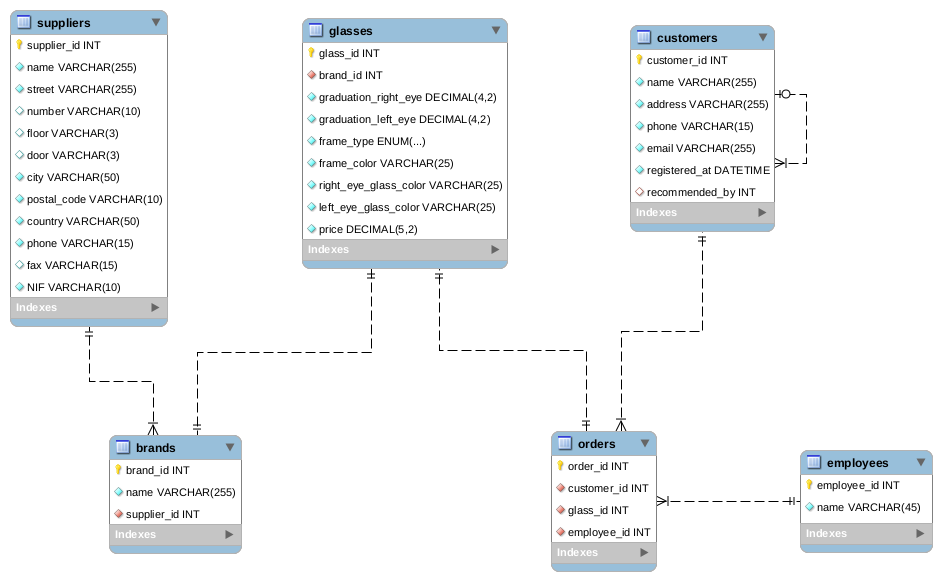 suppliers
supplier_id INT
name VARCHAR(255)
street VARCHAR(255)
number VARCHAR(10)
floor VARCHAR(3)
door VARCHAR(3)
city VARCHAR(50)
postal_code VARCHAR(10)
country VARCHAR(50)
phone VARCHAR(15)
fax VARCHAR(15)
NIF VARCHAR(10)
Indexes
glasses
glass_id INT
brand_id INT
graduation_right_eye DECIMAL(4,2)
graduation_left_eye DECIMAL(4,2)
frame_type ENUM(...)
frame_color VARCHAR(25)
right_eye_glass_color VARCHAR(25)
left_eye_glass_color VARCHAR(25)
price DECIMAL(5,2)
Indexes
customers
customer_id INT
name VARCHAR(255)
address VARCHAR(255)
phone VARCHAR(15)
email VARCHAR(255)
registered_at DATETIME
recommended_by INT
Indexes
brands
brand_id INT
name VARCHAR(255)
supplier_id INT
Indexes
orders
order_id INT
customer_id INT
glass_id INT
employee_id INT
Indexes
employees
employee_id INT
name VARCHAR(45)
Indexes